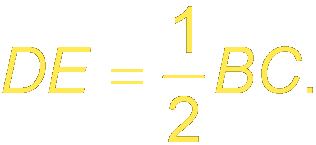 DE = 1/2 BC.